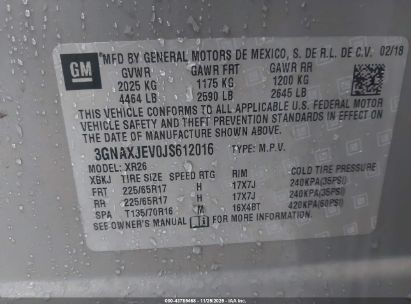 GM
MFD BY GENERAL MOTORS DE MEXICO, S. DE R.L. DE C.V. 02/18
GVWR GAWR FRT GAWR RR
2025 KG 1175 KG 1200 KG
4464 LB 2590 LB 2645 LB
THIS VEHICLE CONFORMS TO ALL APPLICABLE U.S. FEDERAL MOTOR
VEHICLE SAFETY, BUMPER, AND THEFT PREVENTION STANDARDS IN EFFECT ON THE
DATE OF MANUFACTURE SHOWN ABOVE.
3GNAXJEV0JS612016 TYPE: M.P.V.
MODEL: XR26
XBKJ TIRE SIZE SPEED RTG RIM COLD TIRE PRESSURE
FRT 225/65R17 H 17X7J 240KPA(35PSI)
RR 225/65R17 H 17X7J 240KPA(35PSI)
SPA T135/70R16 M 16X4BT 420KPA(60PSI)
SEE OWNER'S MANUAL